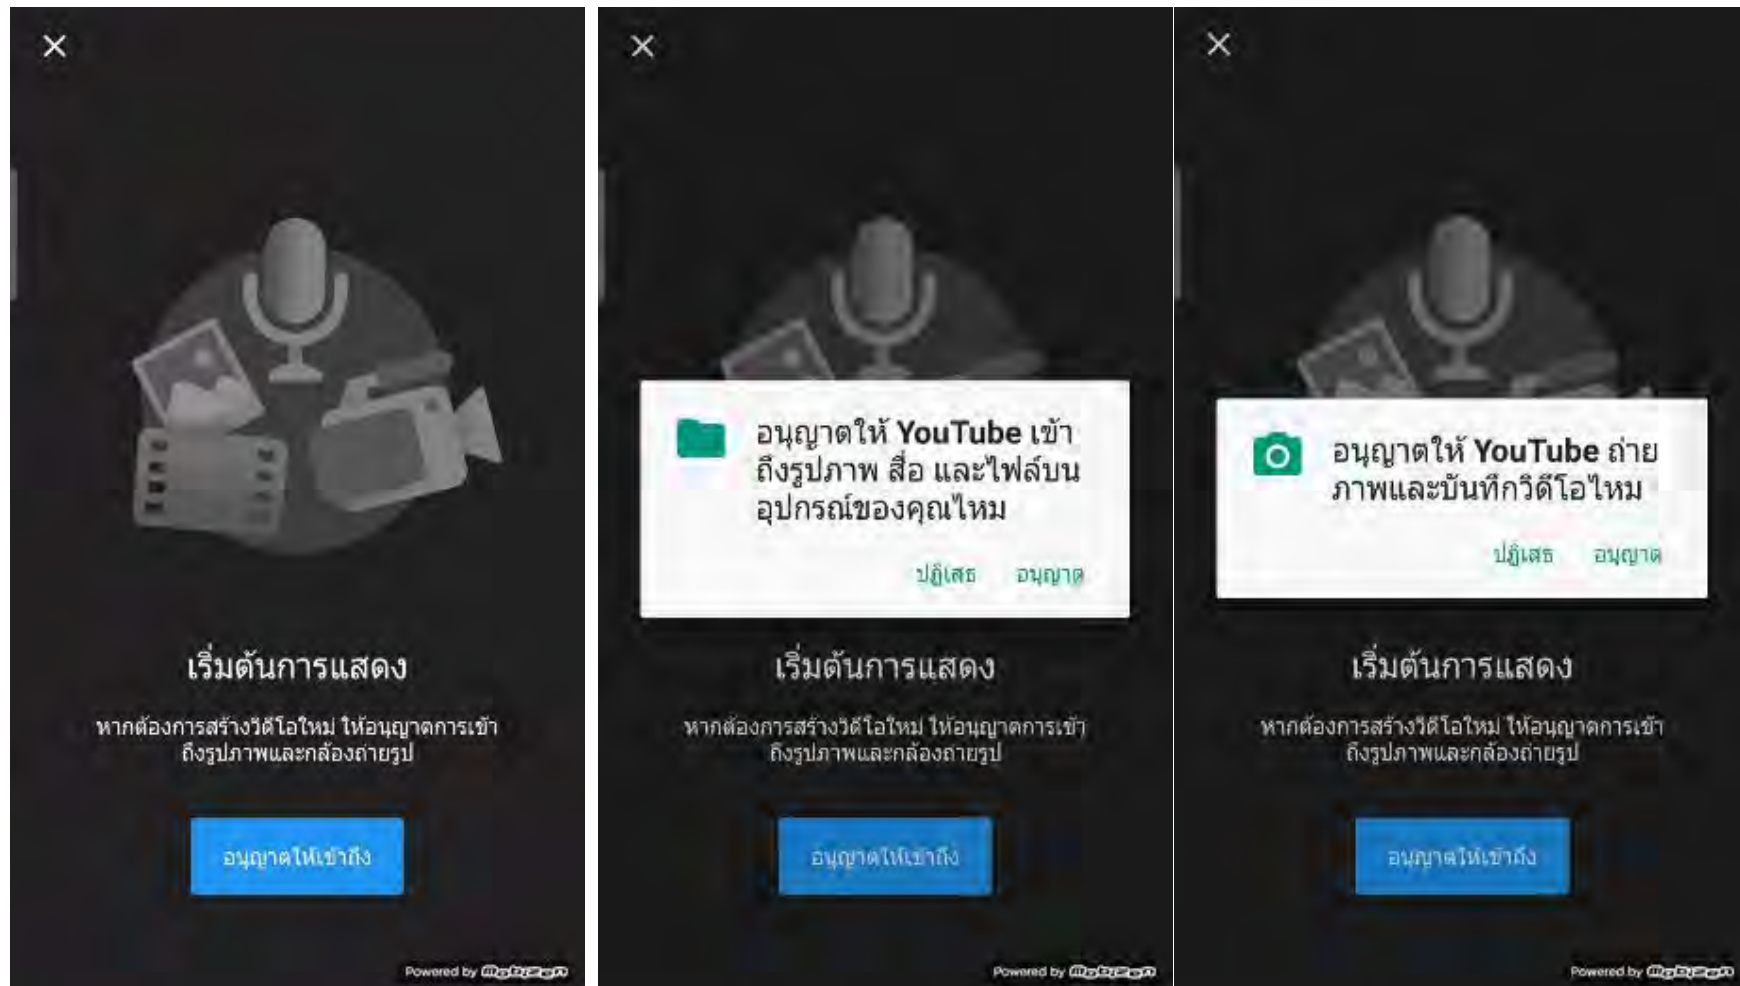 เริ่มต้นการแสดง
หากต้องการสร้างวิดีโอใหม่ ให้อนุญาตการเข้า
ถึงรูปภาพและกล้องถ่ายรูป
อนุญาตให้เข้าถึง
Powered by
อนุญาตให้ YouTube เข้า
ถึงรูปภาพ สื่อ และไฟล์บน
อุปกรณ์ของคุณไหม
ปฏิเสธ อนุญาต
เริ่มต้นการแสดง
หากต้องการสร้างวิดีโอใหม่ ให้อนุญาตการเข้า
ถึงรูปภาพและกล้องถ่ายรูป
อนุญาตให้เข้าถึง
Powered by
อนุญาตให้ YouTube ถ่าย
ภาพและบันทึกวิดีโอไหม
ปฏิเสธ อนุญาต
เริ่มต้นการแสดง
หากต้องการสร้างวิดีโอใหม่ ให้อนุญาตการเข้า
ถึงรูปภาพและกล้องถ่ายรูป
อนุญาตให้เข้าถึง
Powered by